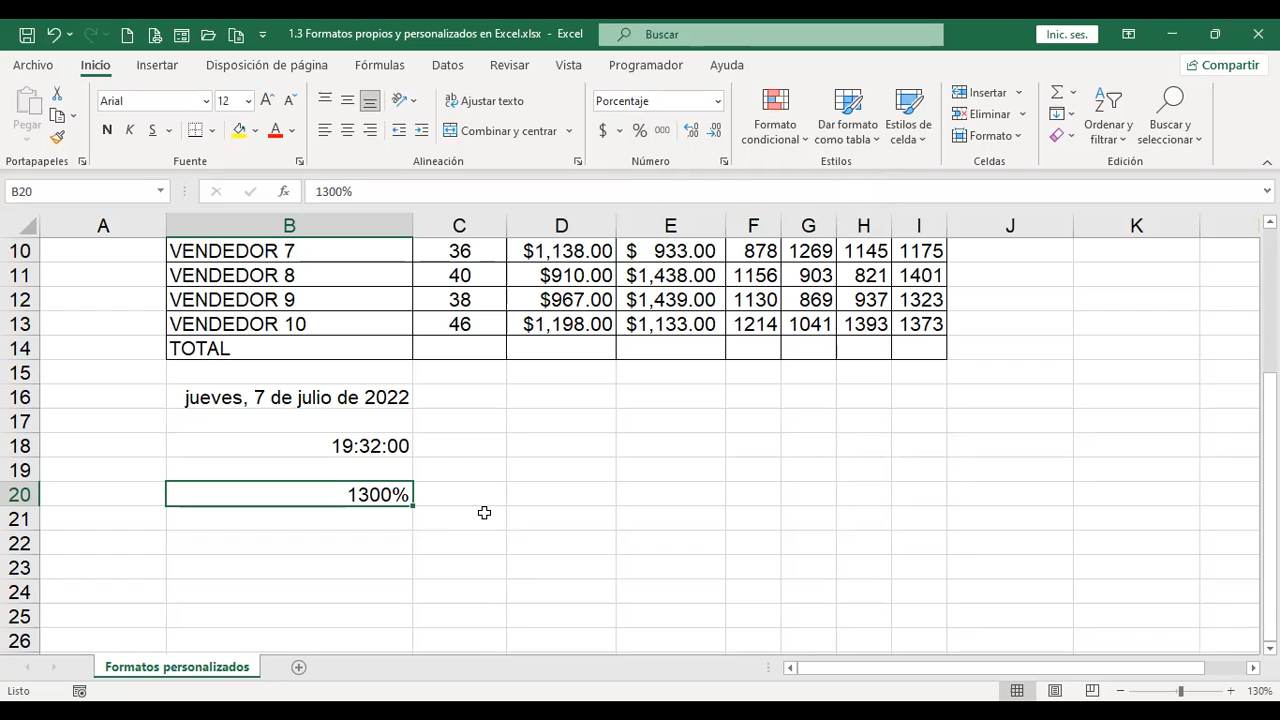 1.3 Formatos propios y personalizados en Excel.xlsx - Excel
Buscar
Inic. ses.
Archivo Inicio Insertar Disposición de página Fórmulas Datos Revisar Vista Programador Ayuda
Compartir
Pegar
Portapapeles
Arial 12
N K S
Fuente
Ajustar texto
Combinar y centrar
Alineación
Porcentaje
$ % 000
Número
Formato condicional
Dar formato como tabla
Estilos de celda
Estilos
Insertar
Eliminar
Formato
Celdas
Ordenar y filtrar
Buscar y seleccionar
Edición
B20 fx 1300%
A B C D E F G H I J K
10 VENDEDOR 7 36 $1,138.00 $ 933.00 878 1269 1145 1175
11 VENDEDOR 8 40 $910.00 $1,438.00 1156 903 821 1401
12 VENDEDOR 9 38 $967.00 $1,439.00 1130 869 937 1323
13 VENDEDOR 10 46 $1,198.00 $1,133.00 1214 1041 1393 1373
14 TOTAL
15
16 jueves, 7 de julio de 2022
17
18 19:32:00
19
20 1300%
21
22
23
24
25
26
Formatos personalizados
Listo
130%